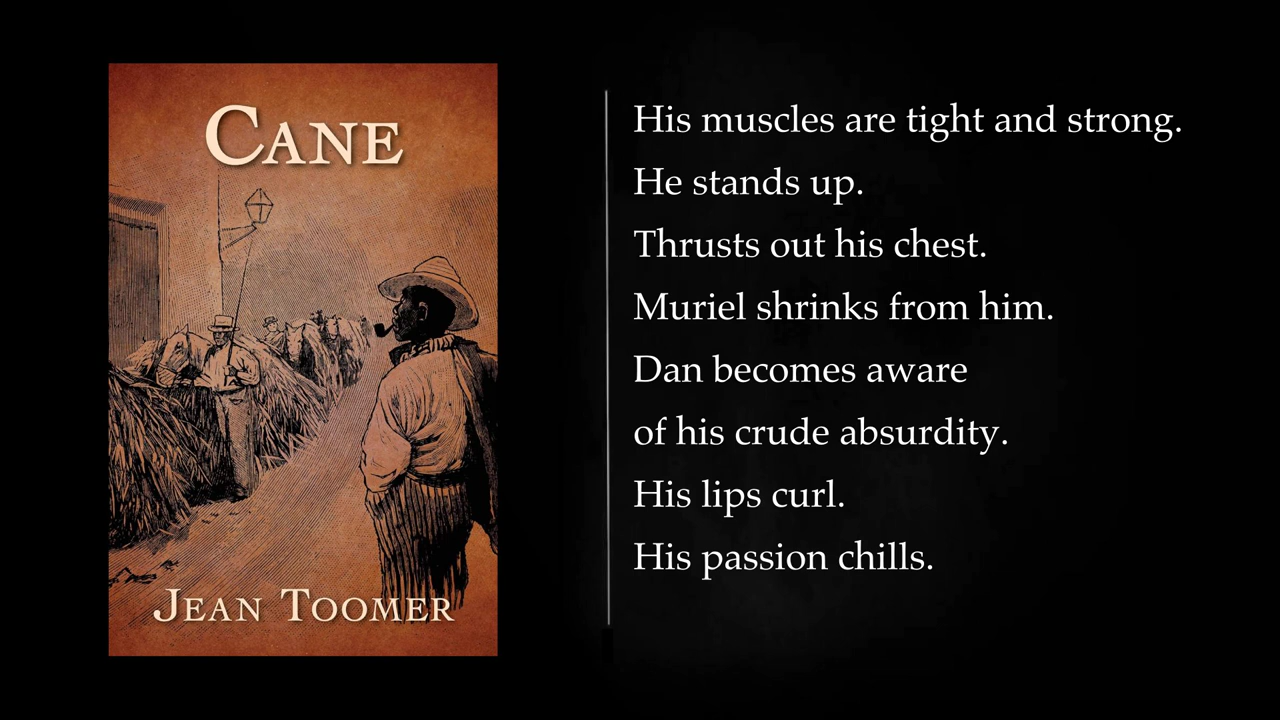 CANE
JEAN TOOMER
His muscles are tight and strong.
He stands up.
Thrusts out his chest.
Muriel shrinks from him.
Dan becomes aware
of his crude absurdity.
His lips curl.
His passion chills.